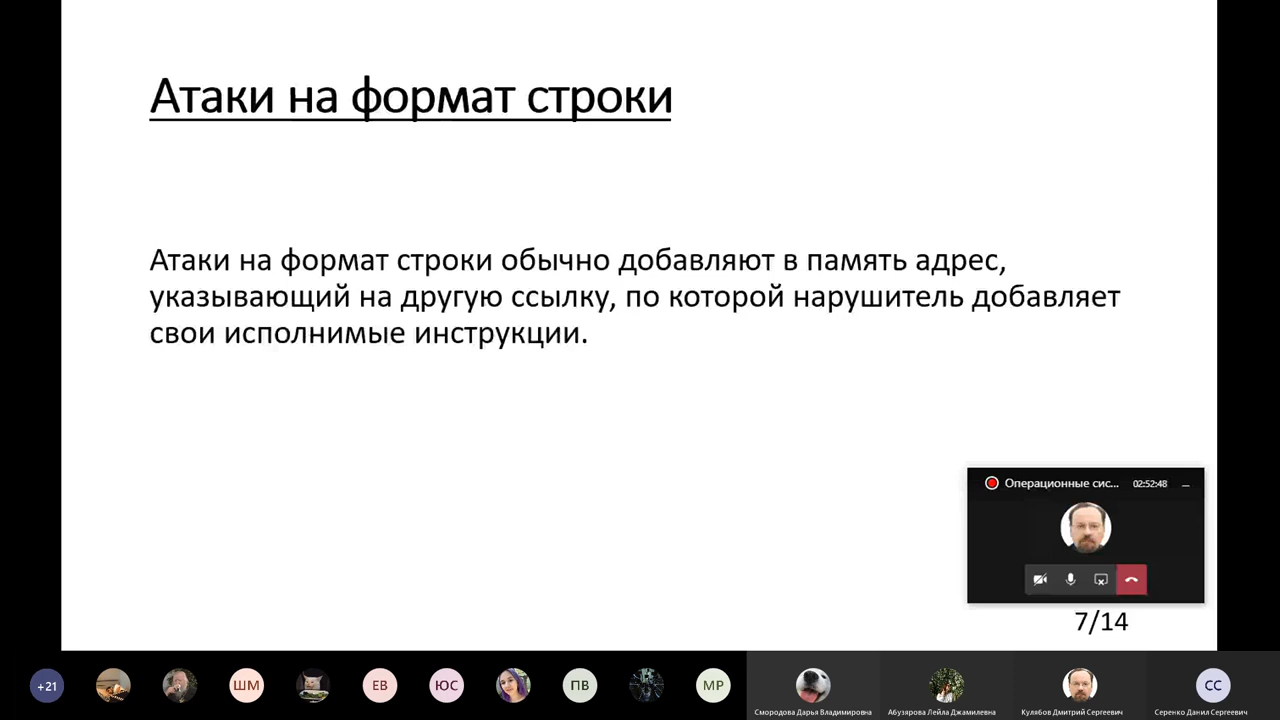 Атаки на формат строки
Атаки на формат строки обычно добавляют в память адрес,
указывающий на другую ссылку, по которой нарушитель добавляет
свои исполнимые инструкции.
Операционные сис...
02:52:48
7/14
+21
ШМ
ЕВ
ЮС
ПВ
МР
СС
Смородова Дарья Владимировна
Абузярова Лейла Джамилевна
Кулябов Дмитрий Сергеевич
Серенко Данил Сергеевич